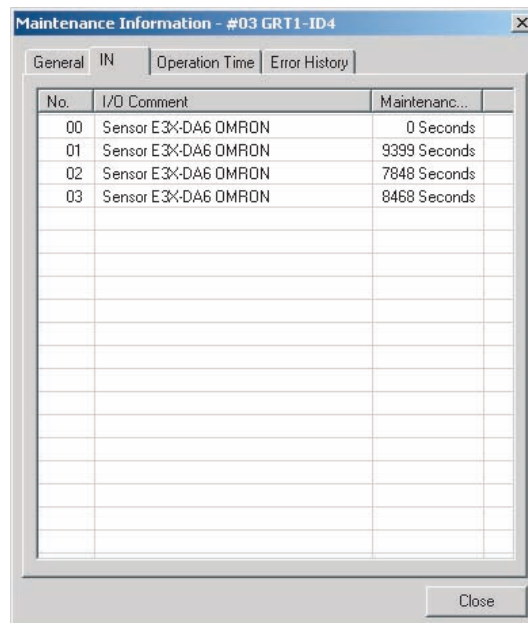 Maintenance Information - #03 GRT1-ID4
General IN Operation Time Error History
No. I/O Comment Maintenanc...
00 Sensor E3X-DA6 OMRON 0 Seconds
01 Sensor E3X-DA6 OMRON 9399 Seconds
02 Sensor E3X-DA6 OMRON 7848 Seconds
03 Sensor E3X-DA6 OMRON 8468 Seconds
Close